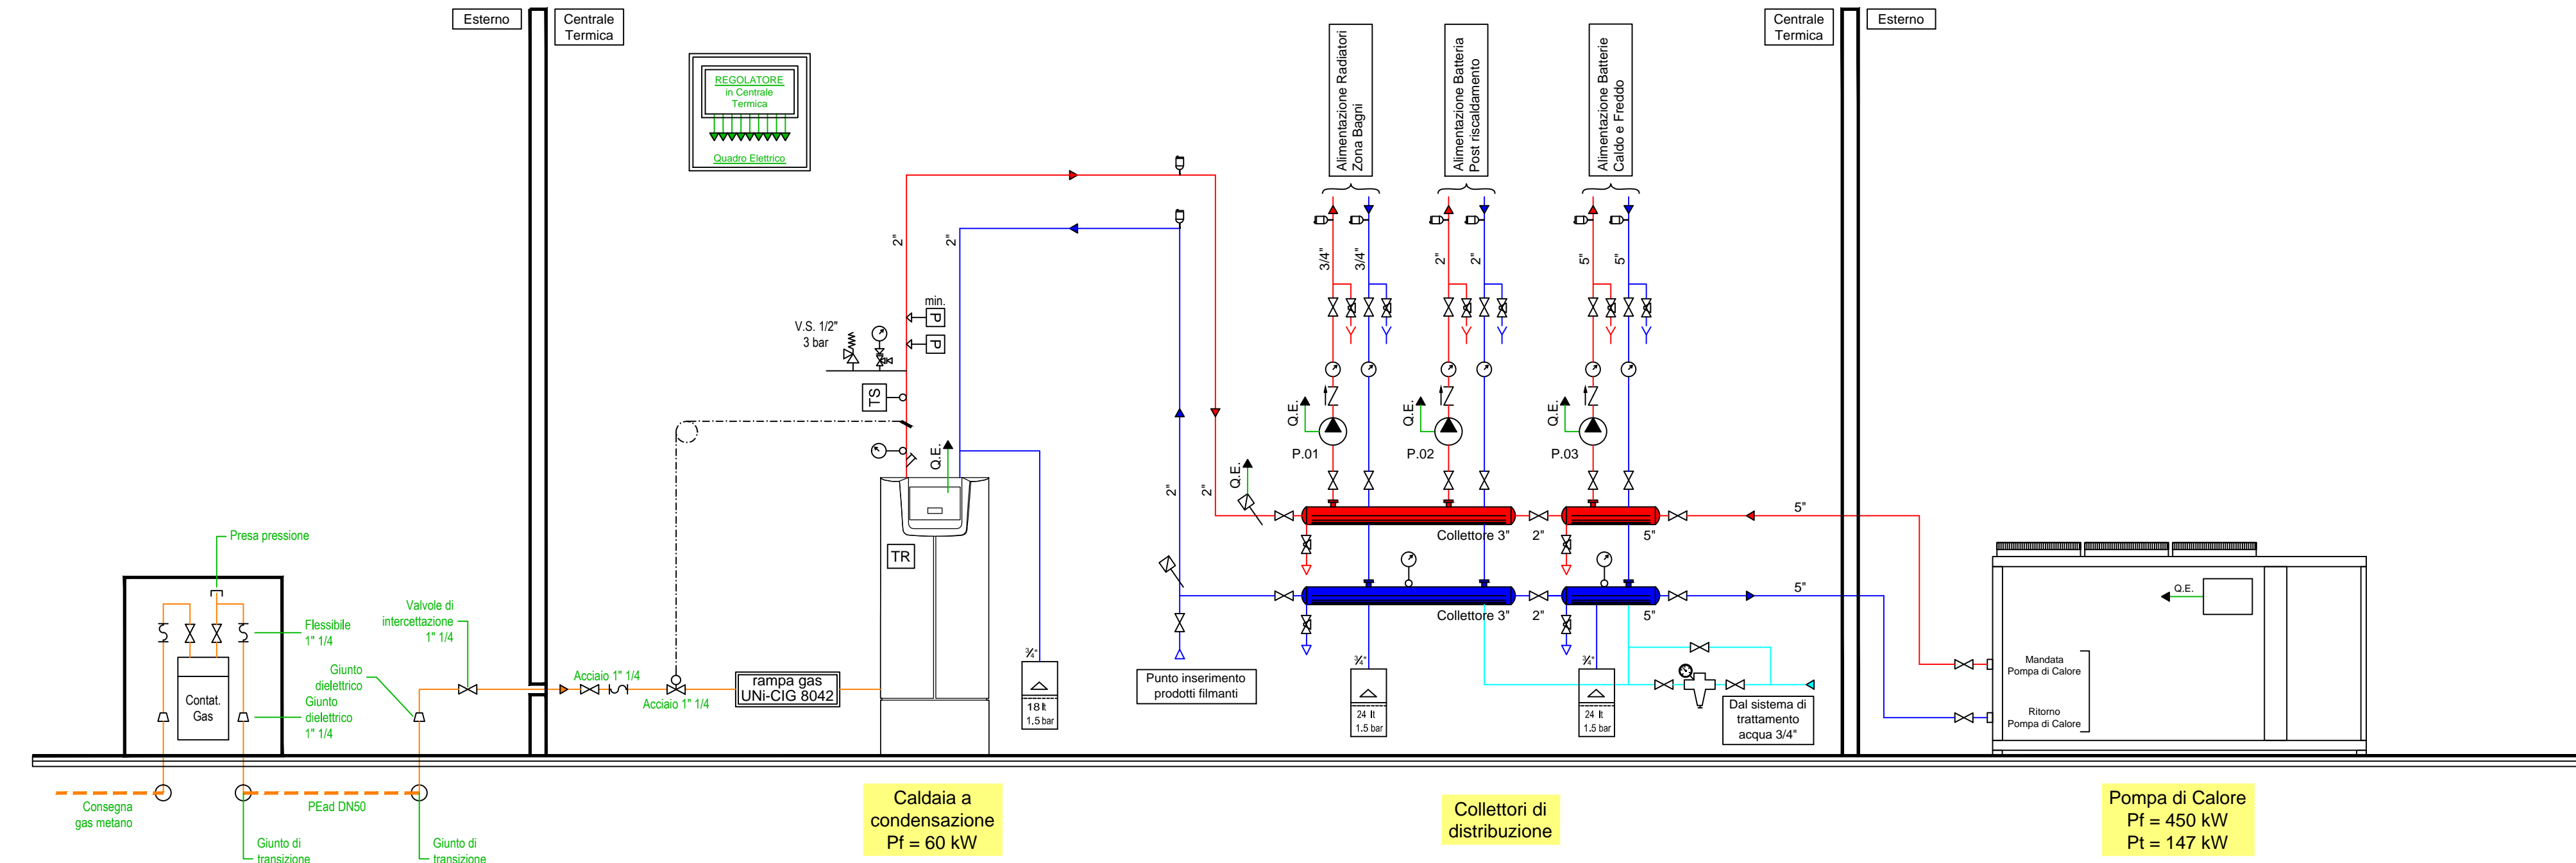 Esterno
Centrale
Termica
REGOLATORE
in Centrale
Termica
Quadro Elettrico
Presa pressione
Flessibile
1" 1/4
Giunto
dielettrico
Giunto
dielettrico
1" 1/4
Contat.
Gas
Valvole di
intercettazione
1" 1/4
Consegna
gas metano
PEad DN50
Giunto di
transizione
Giunto di
transizione
Acciaio 1" 1/4
Acciaio 1" 1/4
rampa gas
UNi-CIG 8042
V.S. 1/2"
3 bar
min.
P
P
TS
TR
Q.E.
2"
2"
3/4"
18 lt
1.5 bar
Caldaia a
condensazione
Pf = 60 kW
2"
2"
Q.E.
Punto inserimento
prodotti filmanti
Alimentazione Radiatori
Zona Bagni
Alimentazione Batteria
Post riscaldamento
Alimentazione Batterie
Caldo e Freddo
3/4"
3/4"
2"
2"
5"
5"
Q.E.
Q.E.
Q.E.
P.01
P.02
P.03
Collettore 3"
2"
5"
Collettore 3"
2"
5"
3/4"
24 lt
1.5 bar
3/4"
24 lt
1.5 bar
Dal sistema di
trattamento
acqua 3/4"
Collettori di
distribuzione
Centrale
Termica
Esterno
5"
5"
Q.E.
Mandata
Pompa di Calore
Ritorno
Pompa di Calore
Pompa di Calore
Pf = 450 kW
Pt = 147 kW